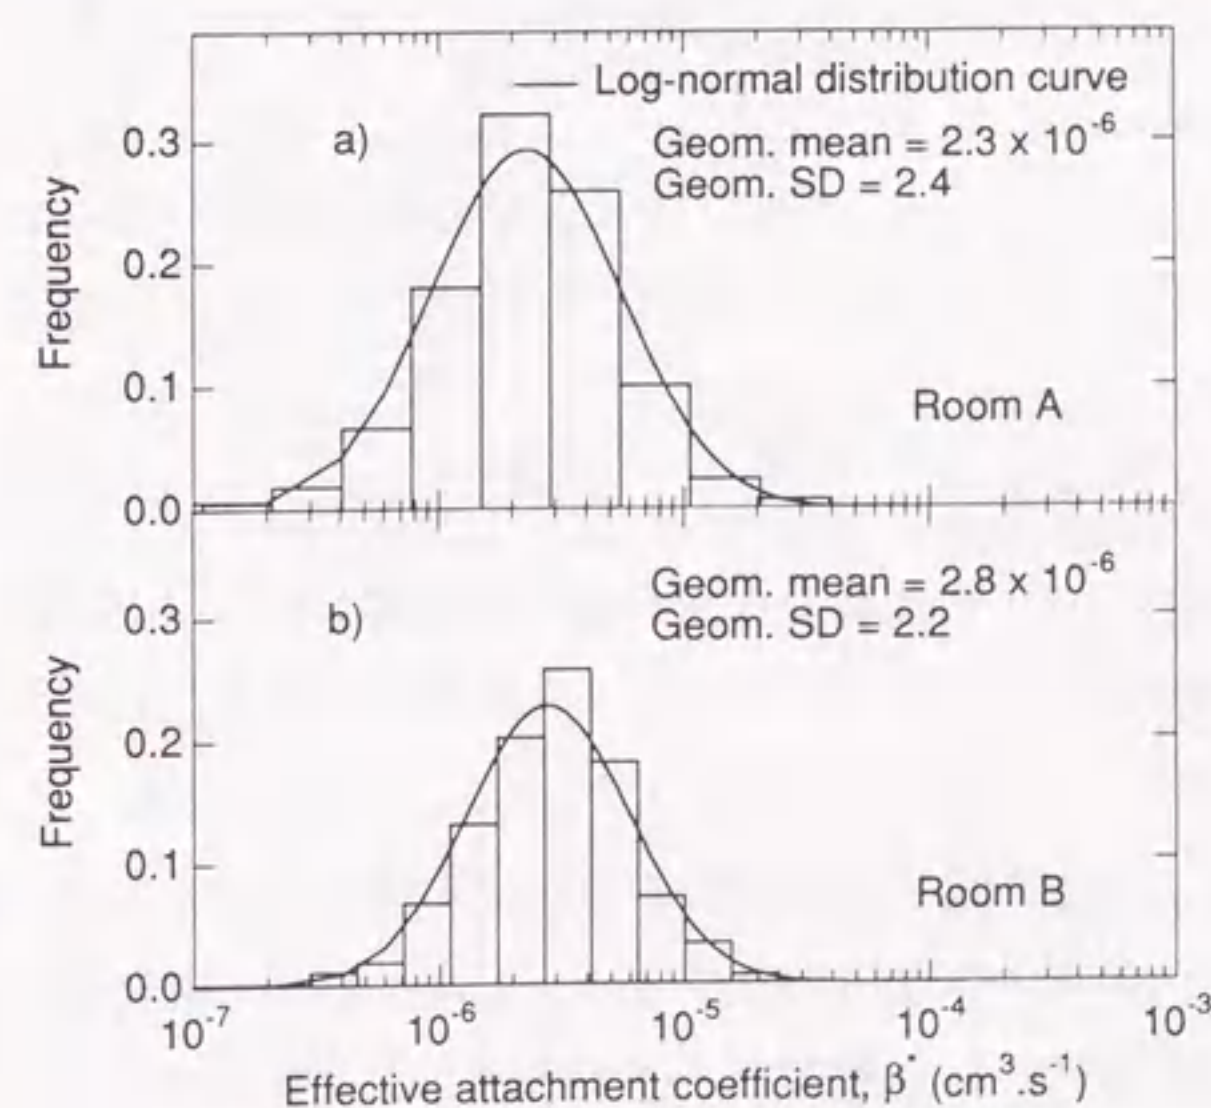 Log-normal distribution curve
a)
Geom. mean = 2.3 x 10⁻⁶
Geom. SD = 2.4
0.3
0.2
0.1
0.0
Frequency
Room A
b)
Geom. mean = 2.8 x 10⁻⁶
Geom. SD = 2.2
0.3
0.2
0.1
0.0
Frequency
Room B
10⁻⁷ 10⁻⁶ 10⁻⁵ 10⁻⁴ 10⁻³
Effective attachment coefficient, β* (cm³.s⁻¹)